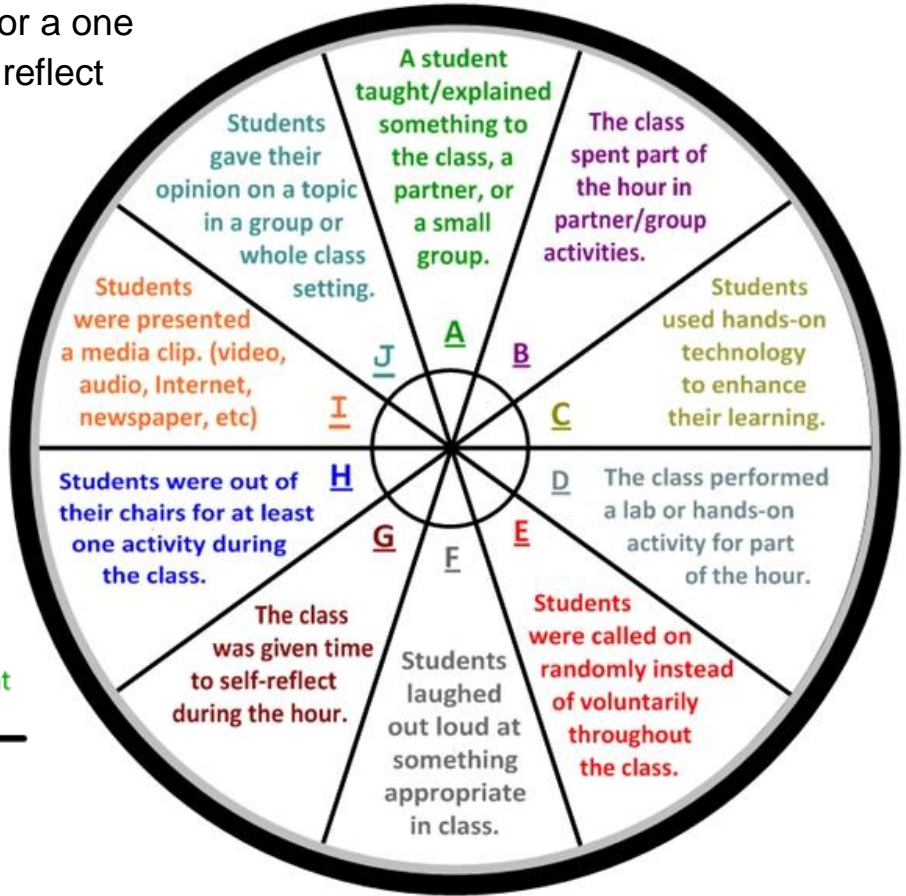 or a one
reflect
A student
taught/explained
something to
the class, a
partner, or
a small
group.
A
The class
spent part of
the hour in
partner/group
activities.
B
Students
used hands-on
technology
to enhance
their learning.
C
D
The class performed
a lab or hands-on
activity for part
of the hour.
E
Students
were called on
randomly instead
of voluntarily
throughout
the class.
F
Students
laughed
out loud at
something
appropriate
in class.
G
The class
was given time
to self-reflect
during the hour.
H
Students were out of
their chairs for at least
one activity during
the class.
I
Students
were presented
a media clip. (video,
audio, Internet,
newspaper, etc)
J
Students
gave their
opinion on a topic
in a group or
whole class
setting.